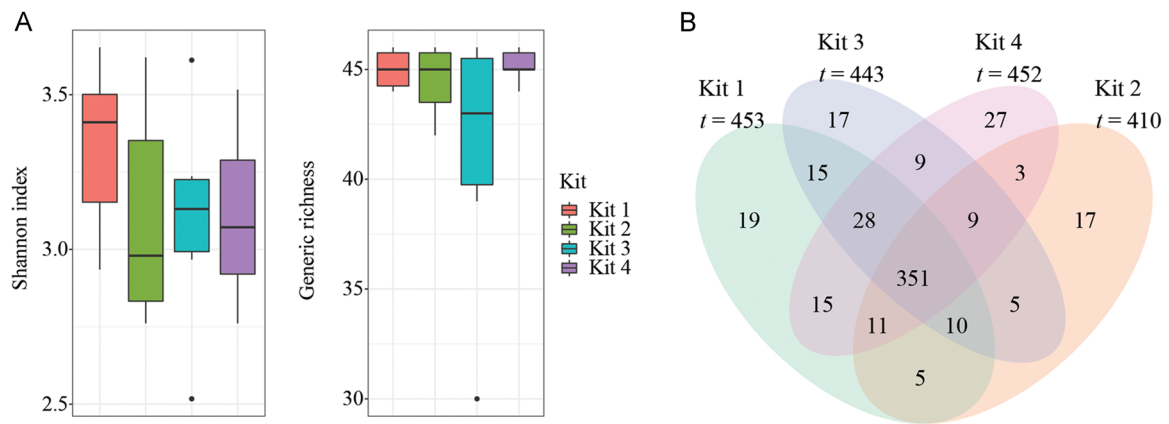 A
Shannon index
3.5
3.0
2.5
Generic richness
45
40
35
30
Kit
Kit 1
Kit 2
Kit 3
Kit 4
B
Kit 3
t = 443
Kit 4
t = 452
Kit 1
t = 453
Kit 2
t = 410
17
27
15
9
3
19
28
9
17
351
15
11
10
5
5